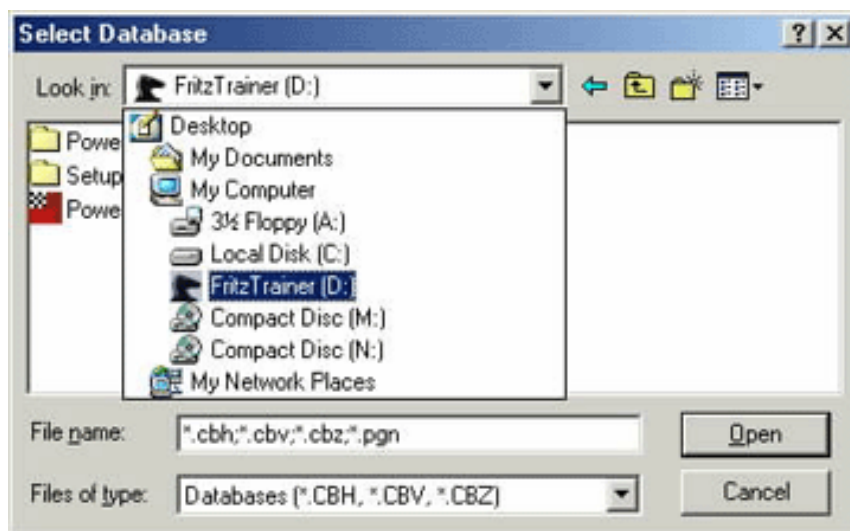 Select Database
Look in: FritzTrainer (D:)
Desktop
Powe
My Documents
Setup
My Computer
Powe
3½ Floppy (A:)
Local Disk (C:)
FritzTrainer (D:)
Compact Disc (M:)
Compact Disc (N:)
My Network Places
File name: *.cbh;*.cbv;*.cbz;*.pgn Open
Files of type: Databases (*.CBH, *.CBV, *.CBZ) Cancel